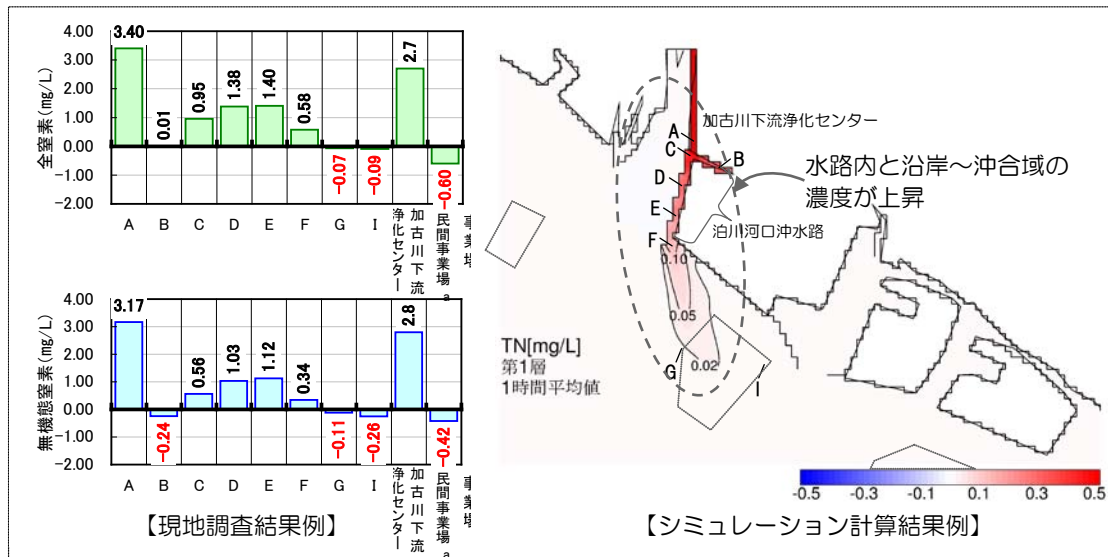 全窒素(mg/L)
4.00
3.00
2.00
1.00
0.00
-1.00
-2.00
3.40
0.01
0.95
1.38
1.40
0.58
-0.07
-0.09
2.7
-0.60
A B C D E F G I
加古川下流
浄化センター
民間事業場a
事業場
無機態窒素(mg/L)
4.00
3.00
2.00
1.00
0.00
-1.00
-2.00
3.17
-0.24
0.56
1.03
1.12
0.34
-0.11
-0.26
2.8
-0.42
A B C D E F G I
加古川下流
浄化センター
民間事業場a
事業場
【現地調査結果例】
加古川下流浄化センター
A
C
B
D
E
F
水路内と沿岸~沖合域の
濃度が上昇
泊川河口沖水路
0.10
0.05
0.02
G
I
TN[mg/L]
第1層
1時間平均値
-0.5 -0.3 -0.1 0.1 0.3 0.5
【シミュレーション計算結果例】